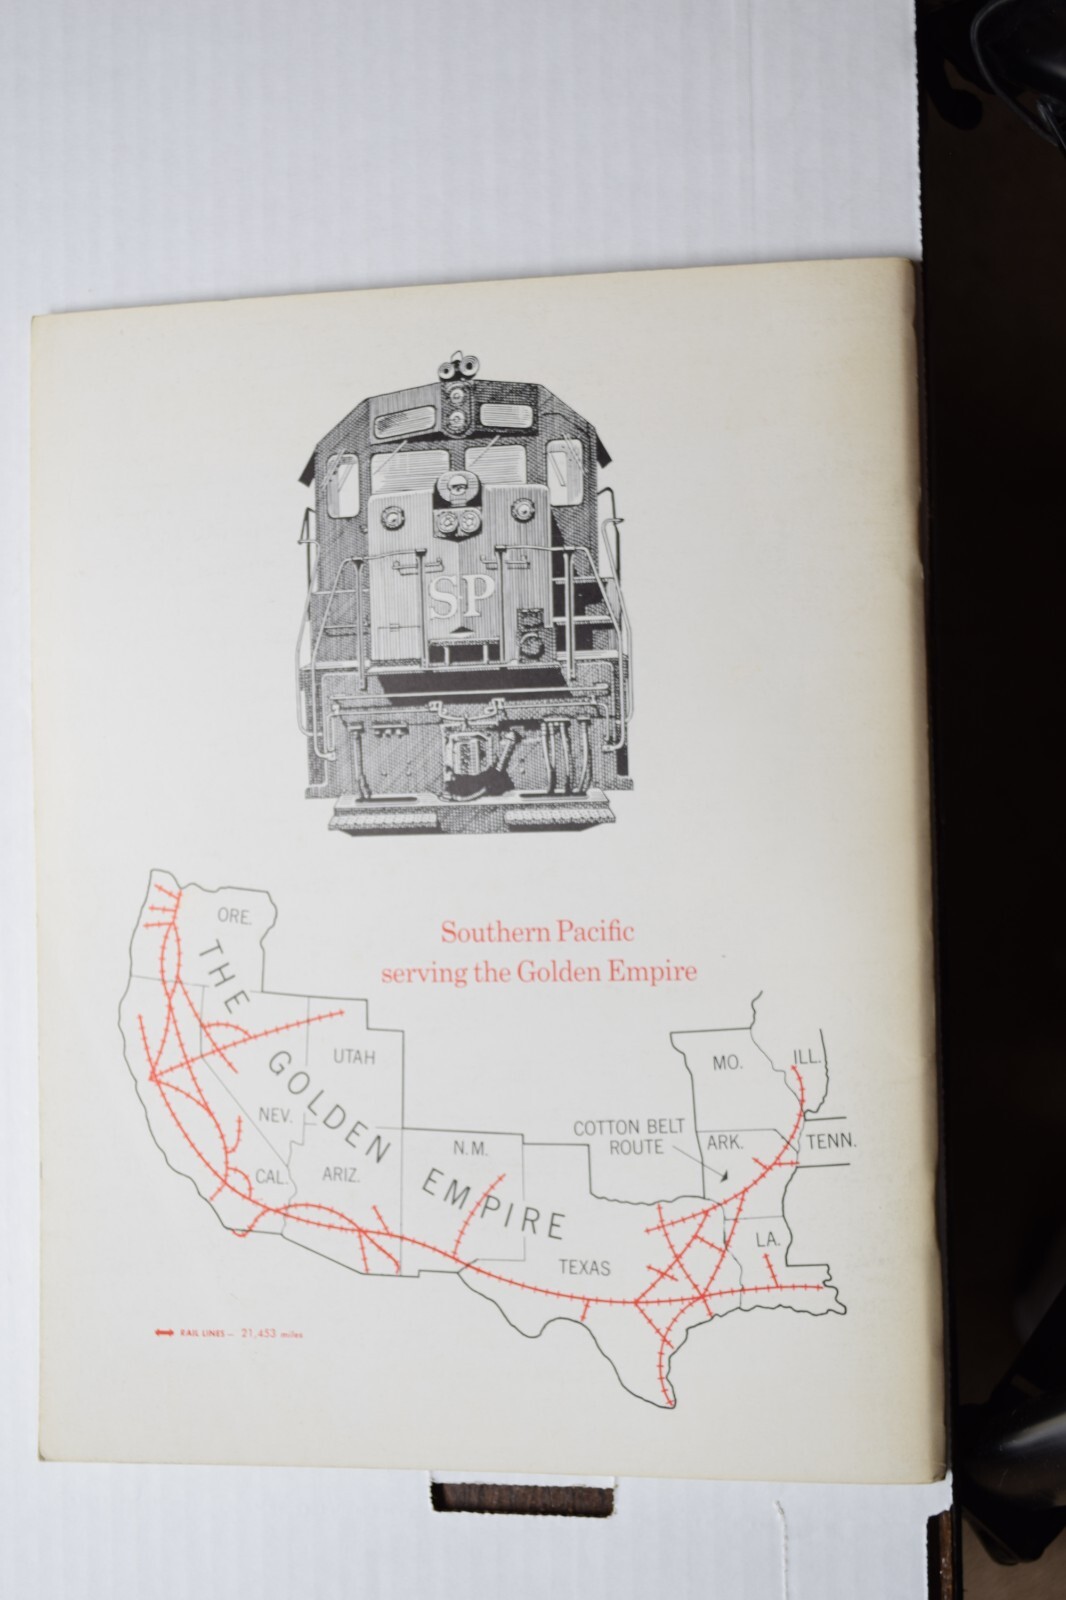 SP
Southern Pacific
serving the Golden Empire
ORE.
THE
UTAH
GOLDEN
NEV.
CAL.
ARIZ.
N.M.
EMPIRE
TEXAS
COTTON BELT
ROUTE
MO.
ILL.
ARK.
TENN.
LA.
RAIL LINES — 21,453 miles